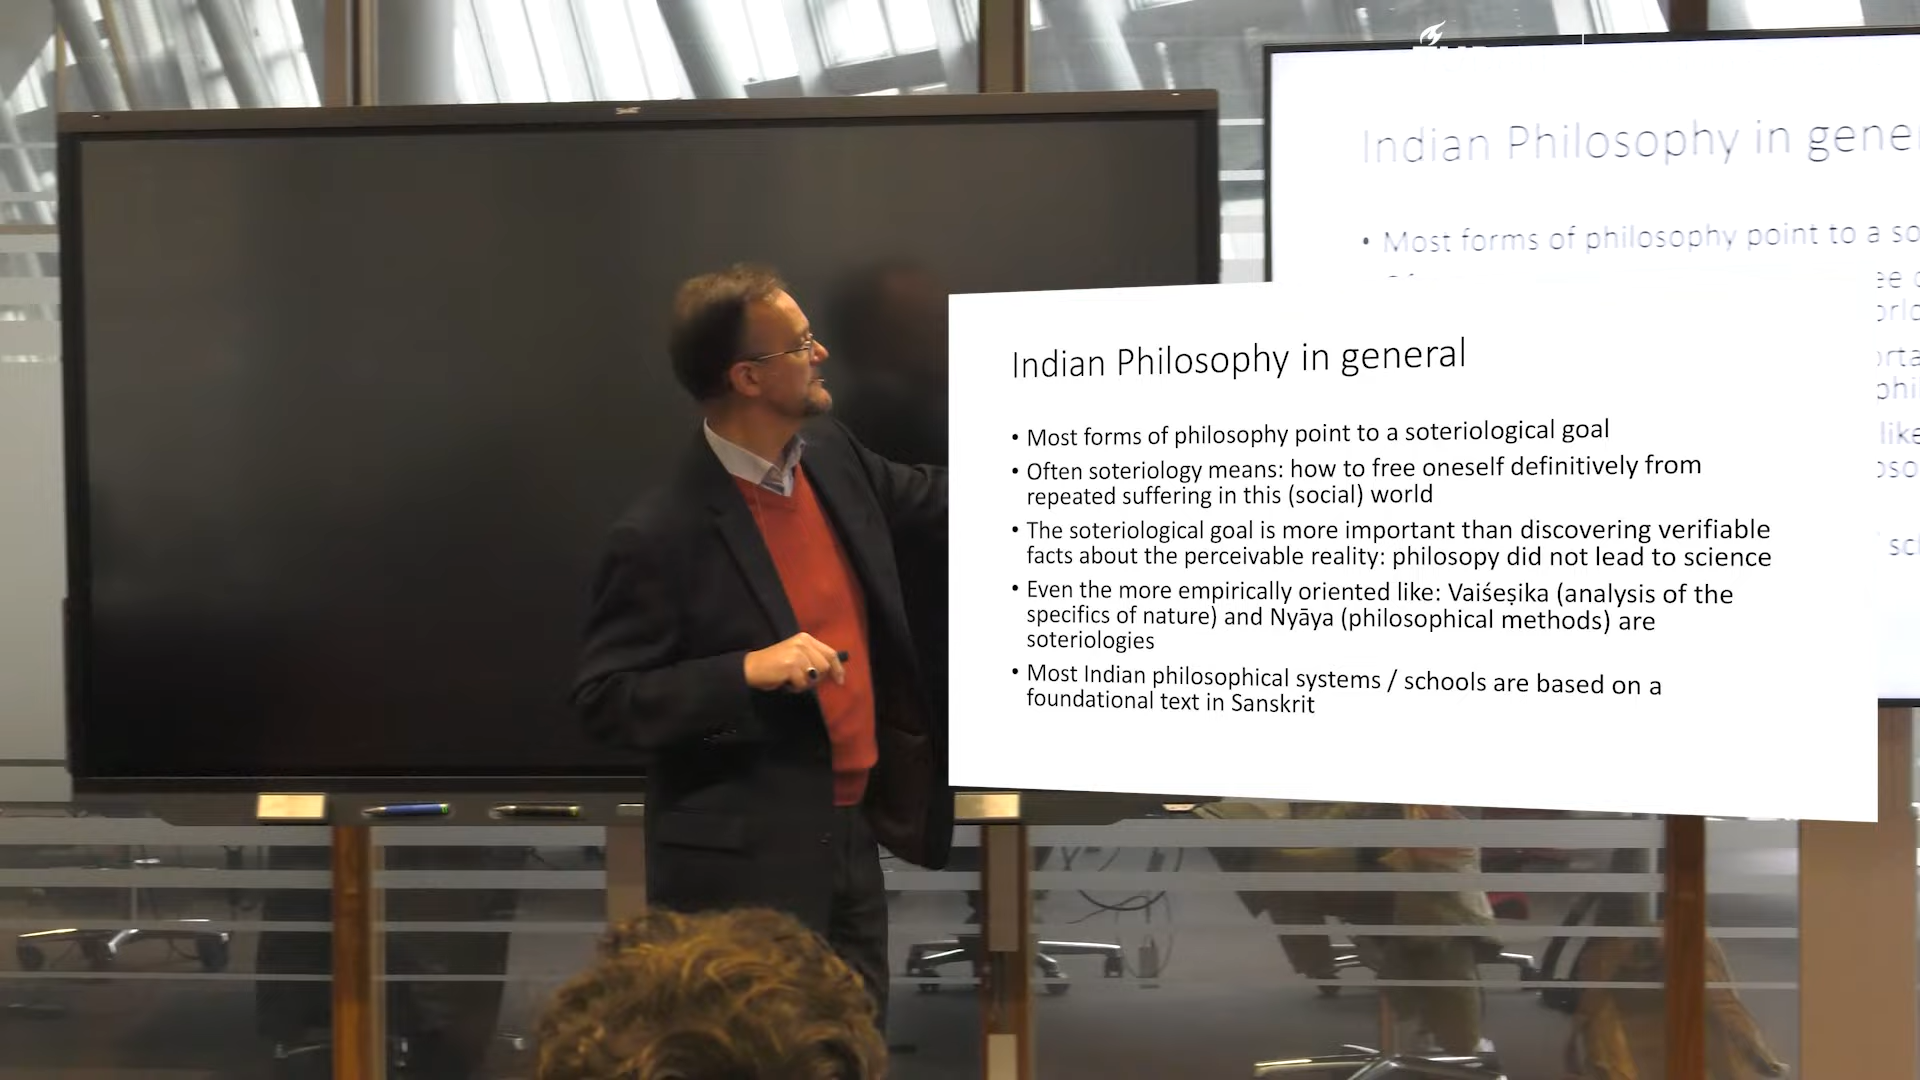 Indian Philosophy in gene
• Most forms of philosophy point to a so
Indian Philosophy in general
• Most forms of philosophy point to a soteriological goal
• Often soteriology means: how to free oneself definitively from
repeated suffering in this (social) world
• The soteriological goal is more important than discovering verifiable
facts about the perceivable reality: philosopy did not lead to science
• Even the more empirically oriented like: Vaiśeṣika (analysis of the
specifics of nature) and Nyāya (philosophical methods) are
soteriologies
• Most Indian philosophical systems / schools are based on a
foundational text in Sanskrit